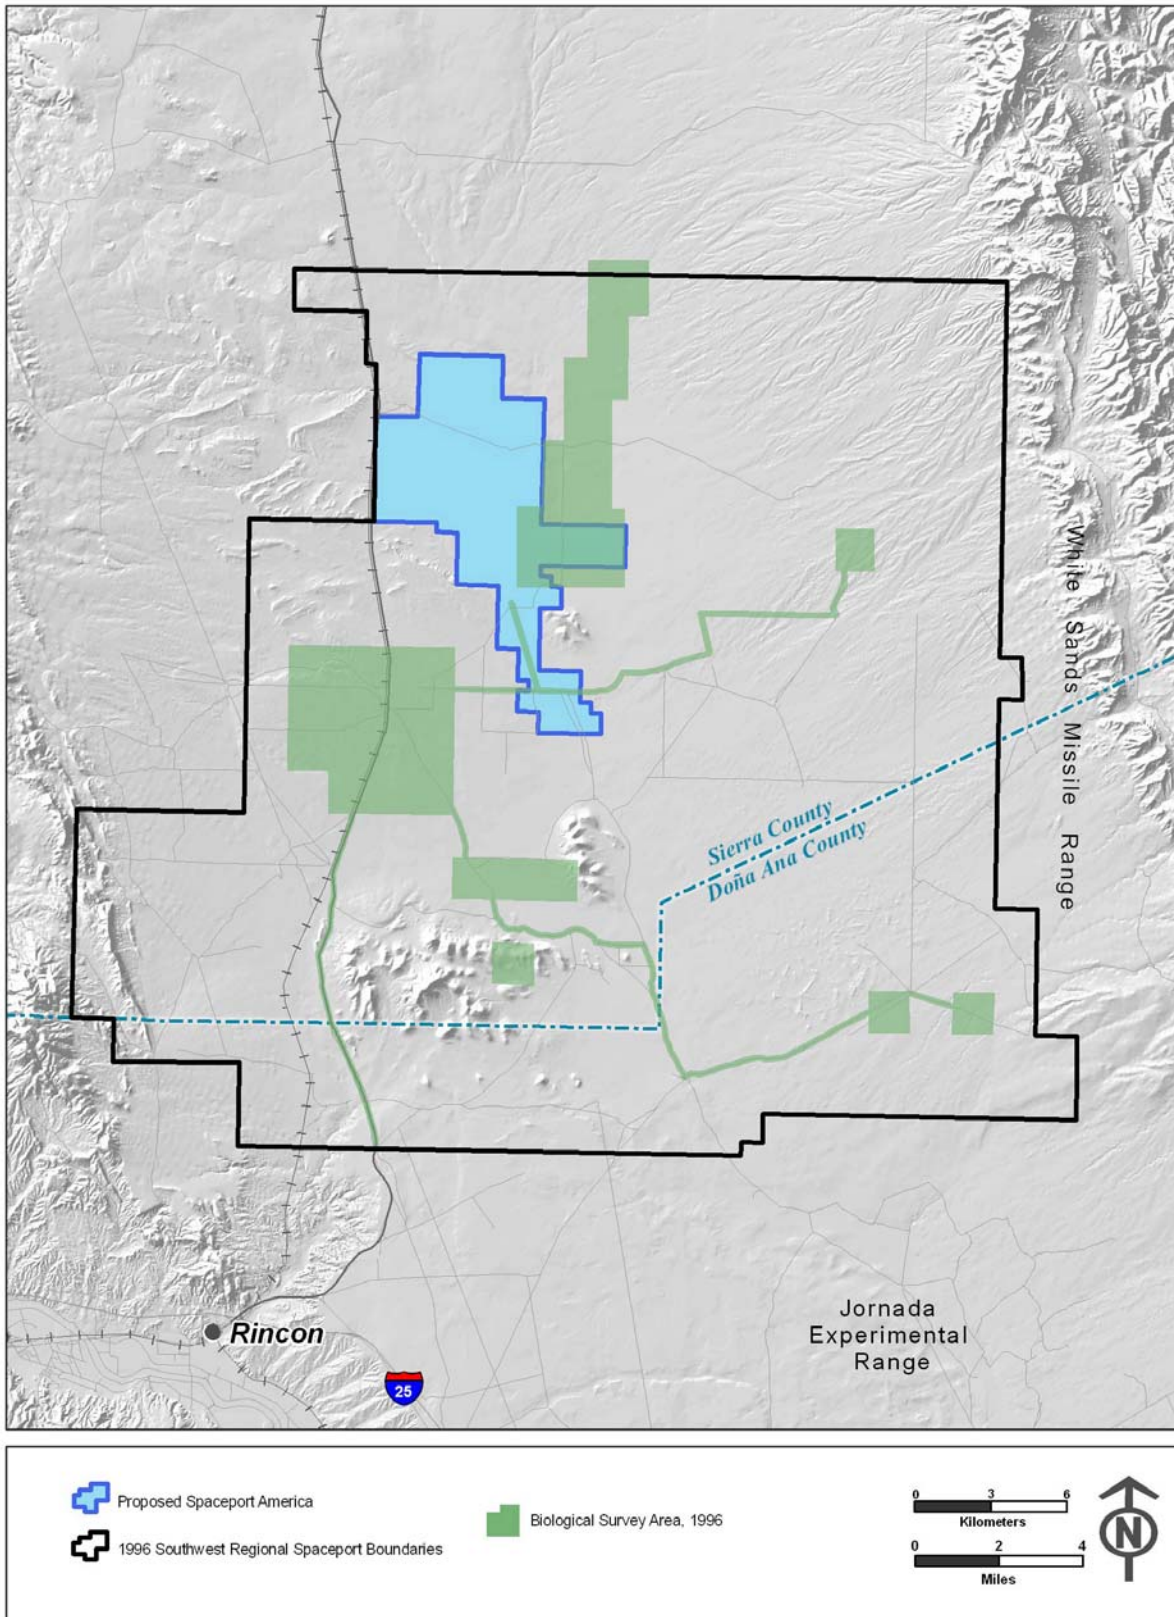 White Sands Missile Range
Sierra County
Doña Ana County
Jornada
Experimental
Range
Rincon
25
Proposed Spaceport America
1996 Southwest Regional Spaceport Boundaries
Biological Survey Area, 1996
0 3 6
Kilometers
0 2 4
Miles
N